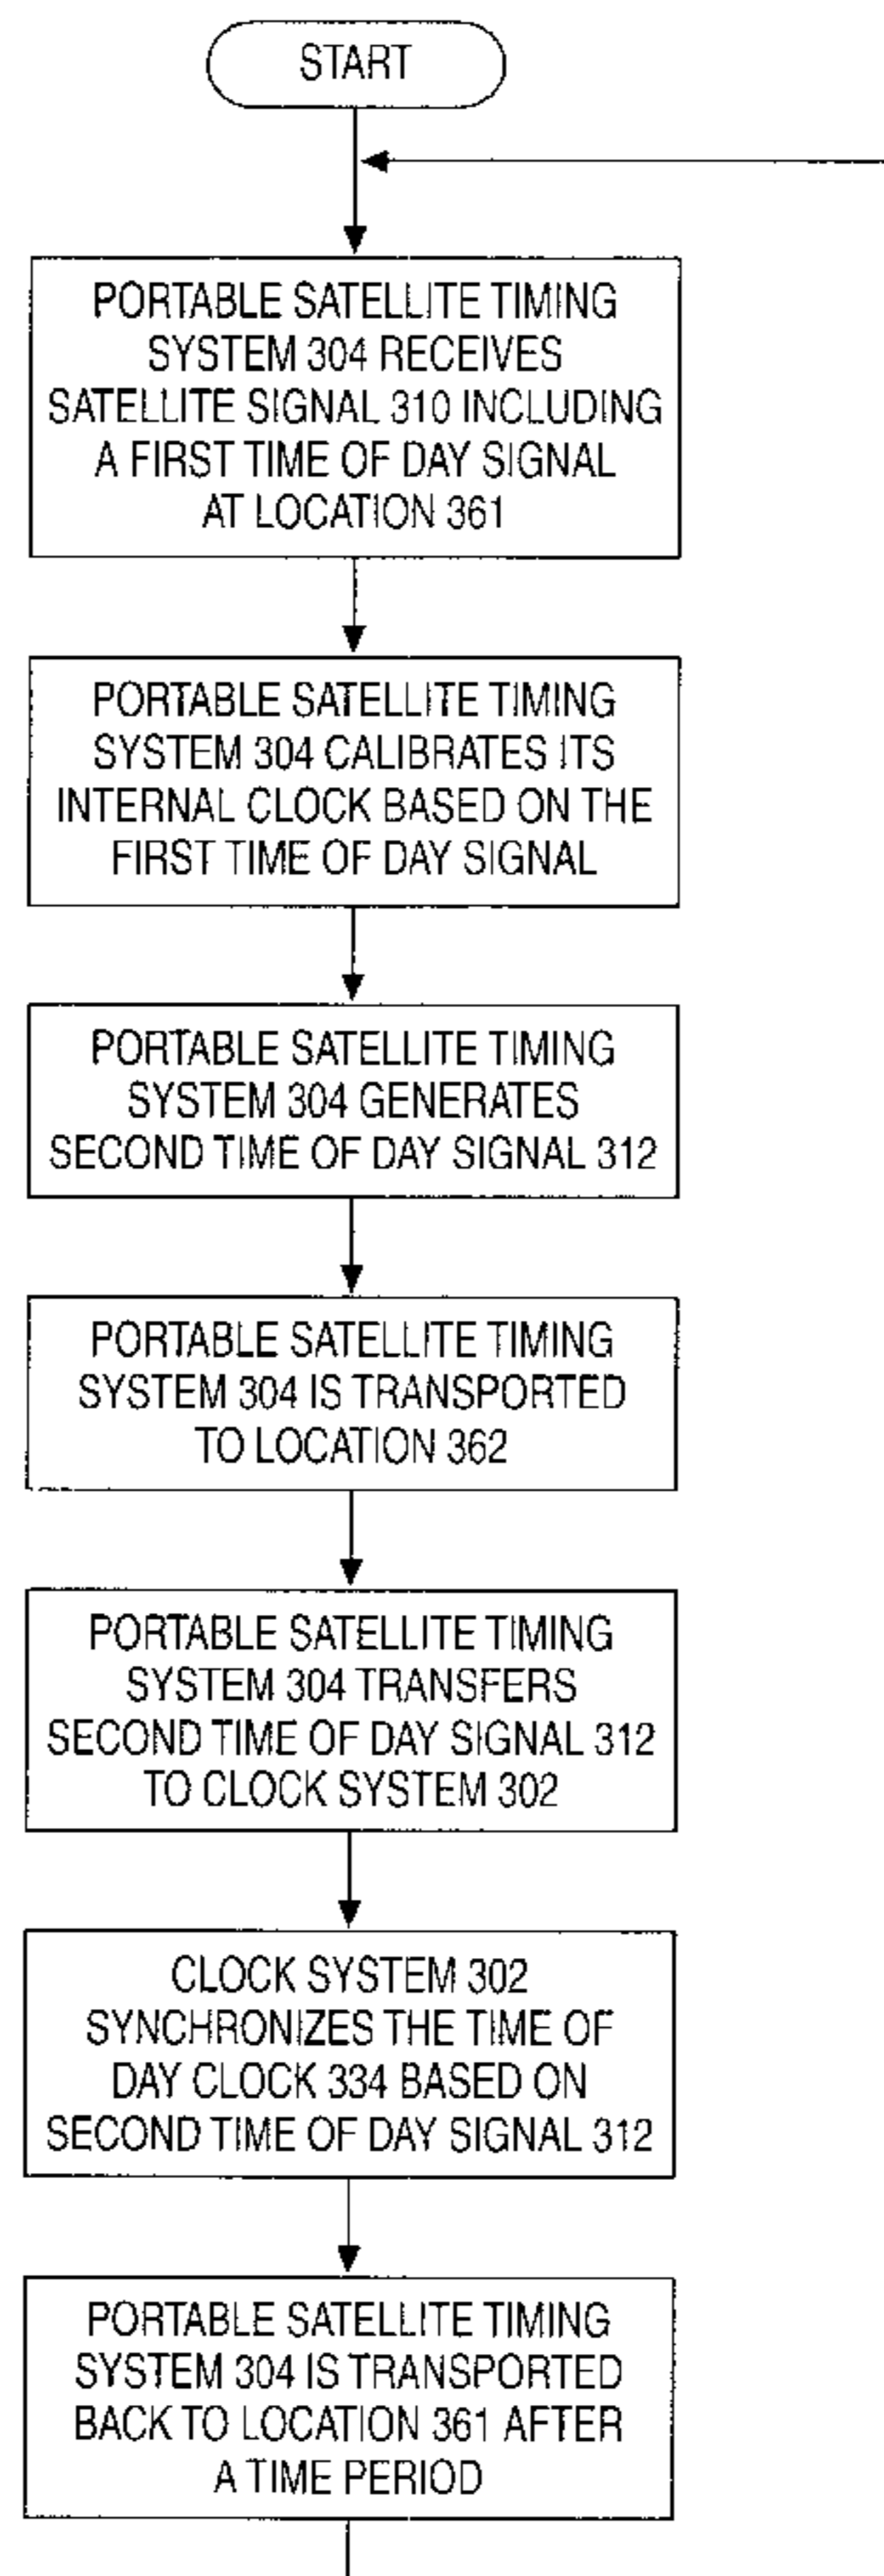 START
PORTABLE SATELLITE TIMING
SYSTEM 304 RECEIVES
SATELLITE SIGNAL 310 INCLUDING
A FIRST TIME OF DAY SIGNAL
AT LOCATION 361
PORTABLE SATELLITE TIMING
SYSTEM 304 CALIBRATES ITS
INTERNAL CLOCK BASED ON THE
FIRST TIME OF DAY SIGNAL
PORTABLE SATELLITE TIMING
SYSTEM 304 GENERATES
SECOND TIME OF DAY SIGNAL 312
PORTABLE SATELLITE TIMING
SYSTEM 304 IS TRANSPORTED
TO LOCATION 362
PORTABLE SATELLITE TIMING
SYSTEM 304 TRANSFERS
SECOND TIME OF DAY SIGNAL 312
TO CLOCK SYSTEM 302
CLOCK SYSTEM 302
SYNCHRONIZES THE TIME OF
DAY CLOCK 334 BASED ON
SECOND TIME OF DAY SIGNAL 312
PORTABLE SATELLITE TIMING
SYSTEM 304 IS TRANSPORTED
BACK TO LOCATION 361 AFTER
A TIME PERIOD